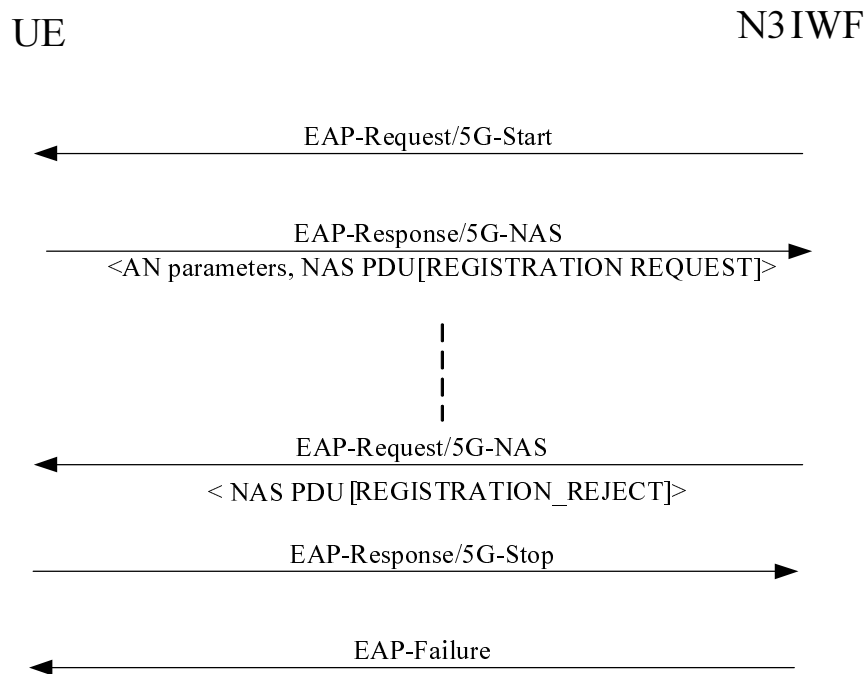 UE
N3IWF
EAP-Request/5G-Start
EAP-Response/5G-NAS
<AN parameters, NAS PDU[REGISTRATION REQUEST]>
EAP-Request/5G-NAS
< NAS PDU [REGISTRATION_REJECT]>
EAP-Response/5G-Stop
EAP-Failure